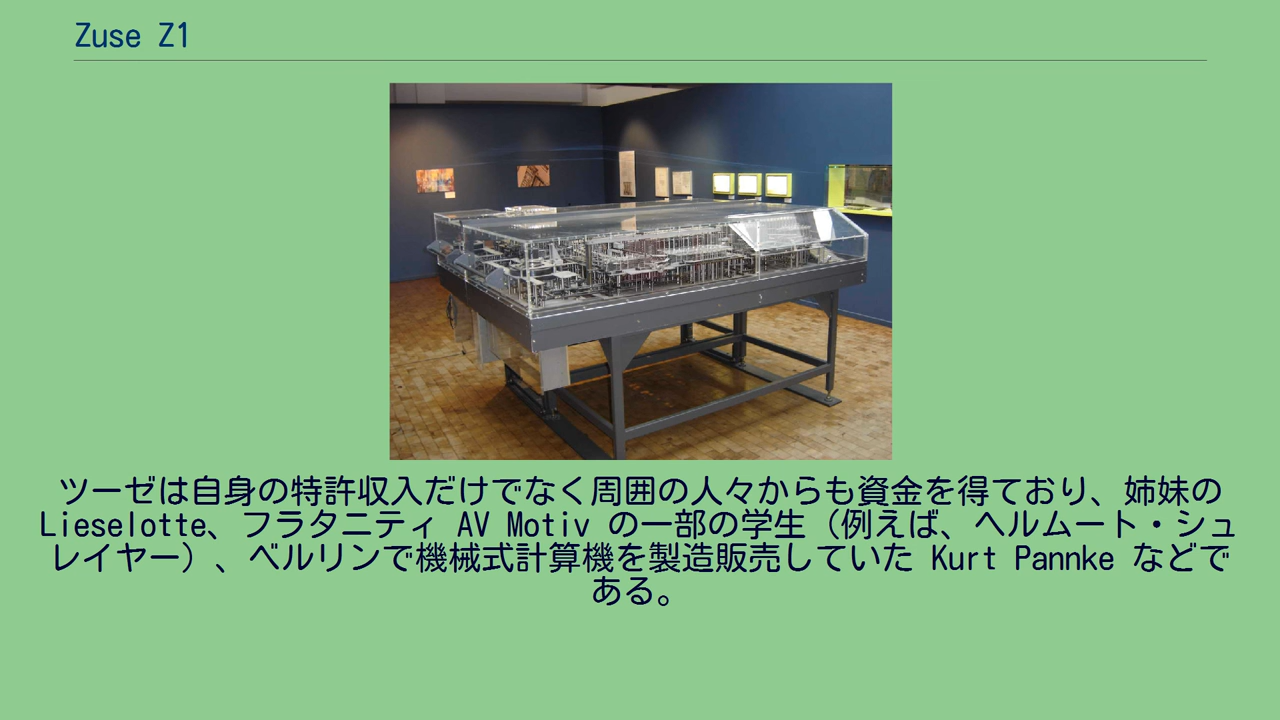 Zuse Z1
ツーゼは自身の特許収入だけでなく周囲の人々からも資金を得ており、姉妹の
Lieselotte、フラタニティ AV Motiv の一部の学生（例えば、ヘルムート・シュ
レイヤー）、ベルリンで機械式計算機を製造販売していた Kurt Pannke などで
ある。